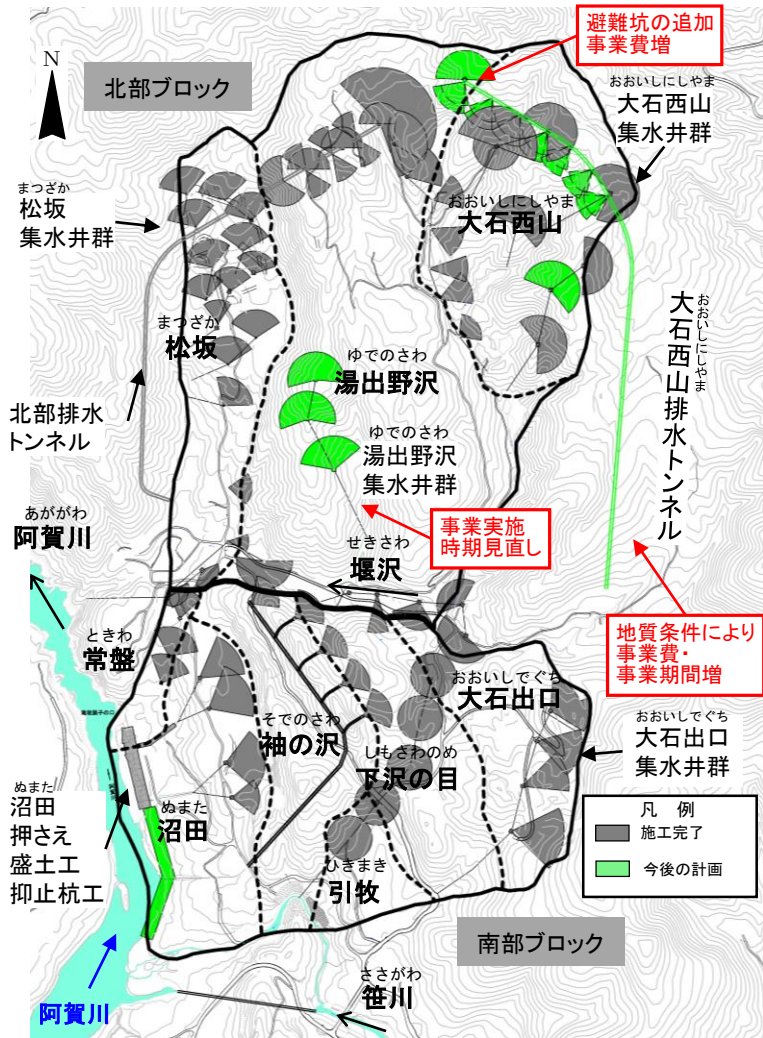 避難坑の追加
事業費増
N
北部ブロック
おおいしにしやま
大石西山
集水井群
まつざか
松坂
集水井群
おおいしにしやま
大石西山
おおいしにしやま
大石西山排水トンネル
まつざか
松坂
ゆでのさわ
湯出野沢
北部排水
トンネル
ゆでのさわ
湯出野沢
集水井群
あががわ
阿賀川
事業実施
時期見直し
せきさわ
堰沢
地質条件により
事業費・
事業期間増
ときわ
常盤
おおいしでぐち
大石出口
そでのさわ
袖の沢
しもさわのめ
下沢の目
おおいしでぐち
大石出口
集水井群
ぬまた
沼田
押さえ
盛土工
抑止杭工
ぬまた
沼田
凡 例
施工完了
今後の計画
ひきまき
引牧
南部ブロック
阿賀川
ささがわ
笹川